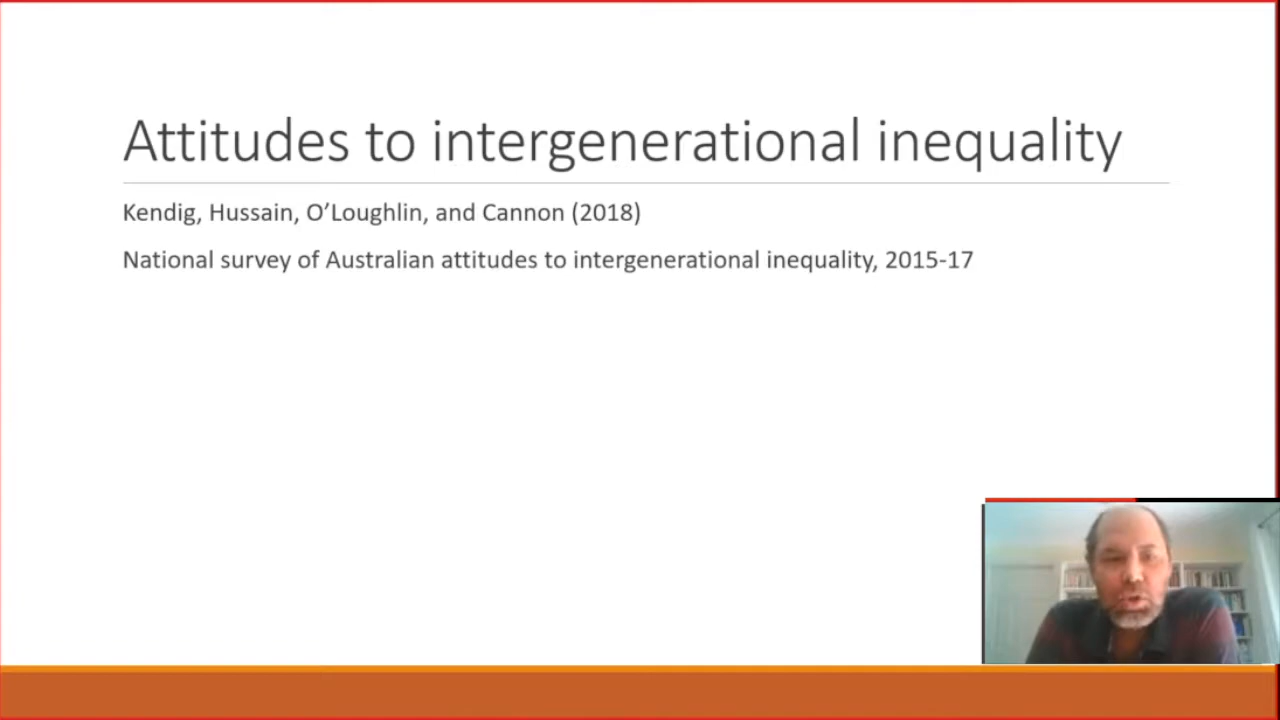 Attitudes to intergenerational inequality
Kendig, Hussain, O’Loughlin, and Cannon (2018)
National survey of Australian attitudes to intergenerational inequality, 2015-17